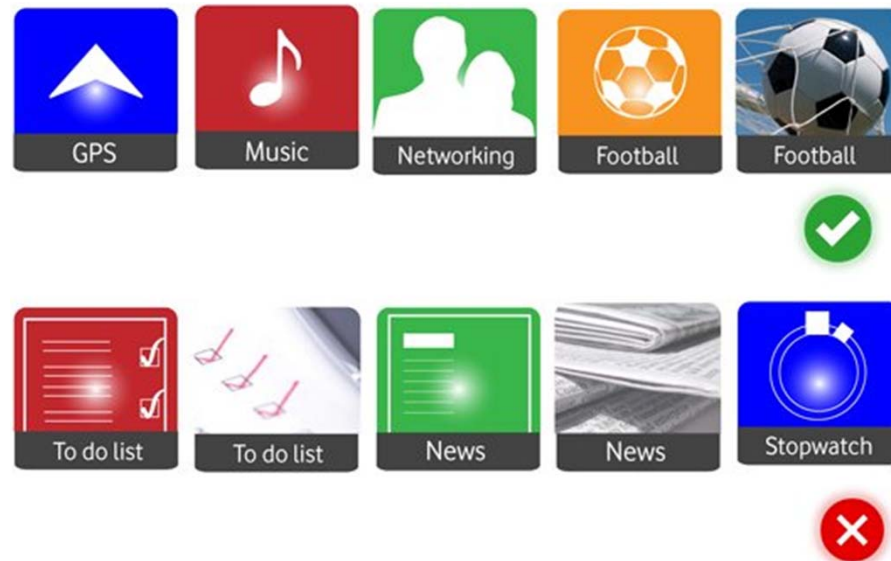 GPS
Music
Networking
Football
Football
To do list
To do list
News
News
Stopwatch